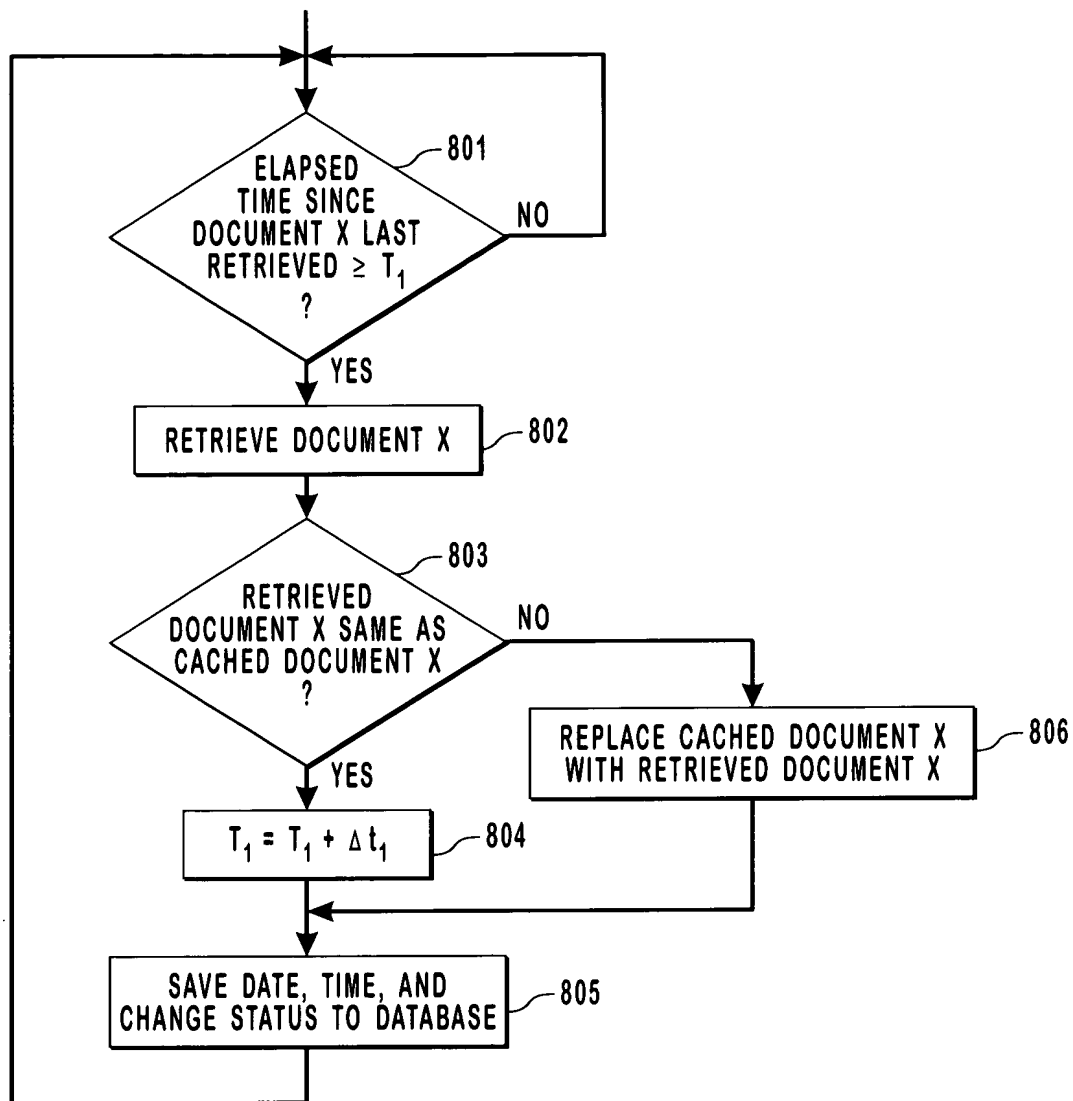 801
ELAPSED
TIME SINCE
DOCUMENT X LAST
RETRIEVED ≥ T₁
?
NO
YES
RETRIEVE DOCUMENT X
802
803
RETRIEVED
DOCUMENT X SAME AS
CACHED DOCUMENT X
?
NO
YES
REPLACE CACHED DOCUMENT X
WITH RETRIEVED DOCUMENT X
806
T₁ = T₁ + Δt₁
804
SAVE DATE, TIME, AND
CHANGE STATUS TO DATABASE
805